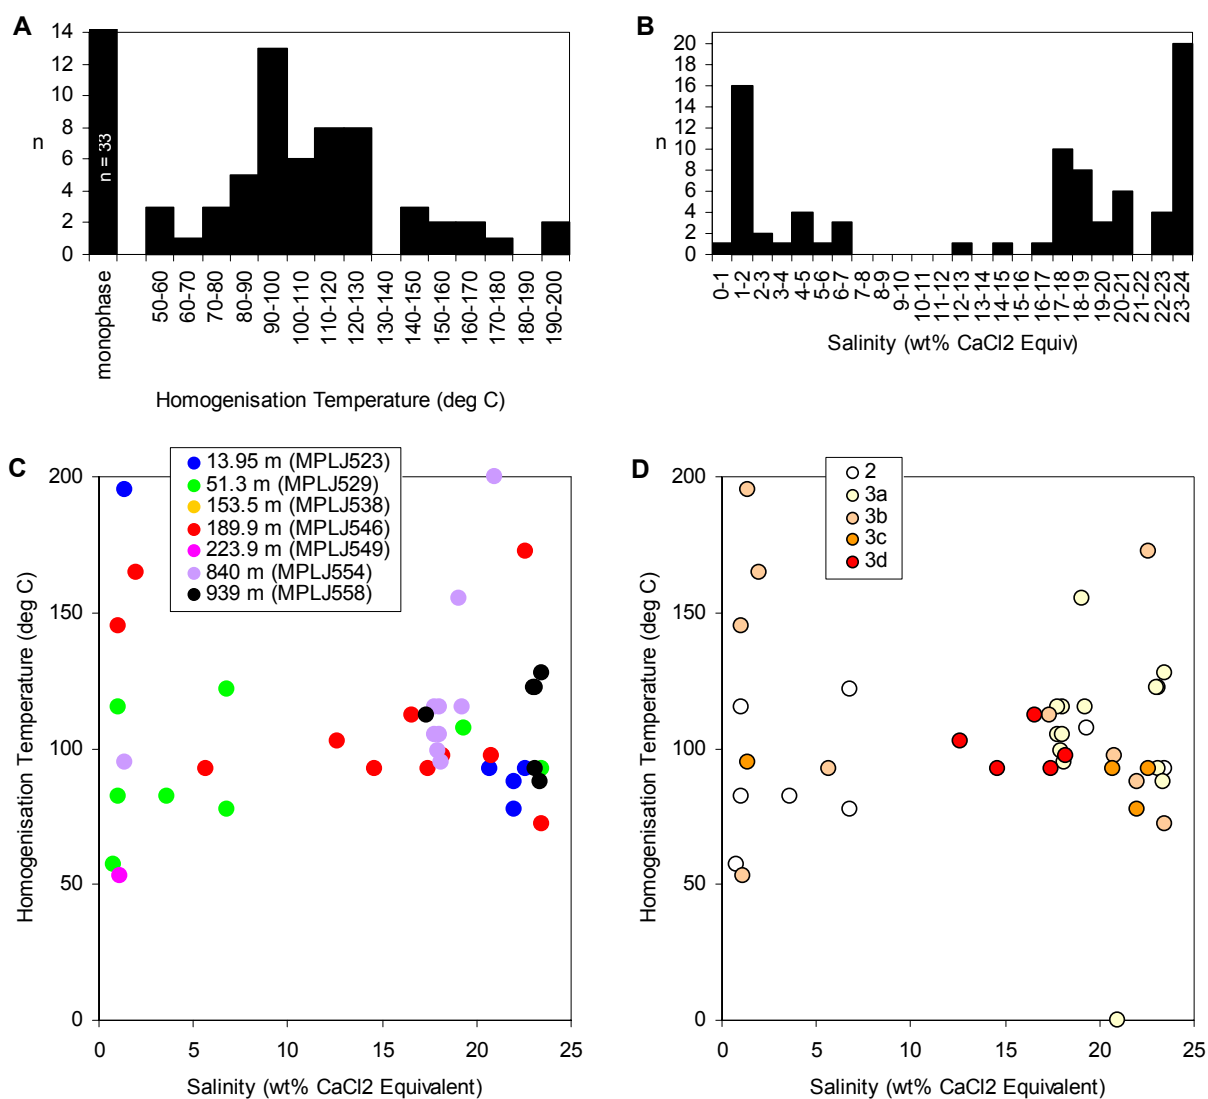 A
14
12
10
8
6
4
2
0
n
n = 33
monophase
50-60
60-70
70-80
80-90
90-100
100-110
110-120
120-130
130-140
140-150
150-160
160-170
170-180
180-190
190-200
Homogenisation Temperature (deg C)
B
20
18
16
14
12
10
8
6
4
2
0
n
0-1
1-2
2-3
3-4
4-5
5-6
6-7
7-8
8-9
9-10
10-11
11-12
12-13
13-14
14-15
15-16
16-17
17-18
18-19
19-20
20-21
21-22
22-23
23-24
Salinity (wt% CaCl2 Equiv)
C
13.95 m (MPLJ523)
51.3 m (MPLJ529)
153.5 m (MPLJ538)
189.9 m (MPLJ546)
223.9 m (MPLJ549)
840 m (MPLJ554)
939 m (MPLJ558)
200
150
100
50
0
Homogenisation Temperature (deg C)
0 5 10 15 20 25
Salinity (wt% CaCl2 Equivalent)
D
2
3a
3b
3c
3d
200
150
100
50
0
Homogenisation Temperature (deg C)
0 5 10 15 20 25
Salinity (wt% CaCl2 Equivalent)